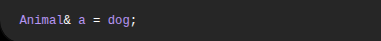 Animal& a = dog;